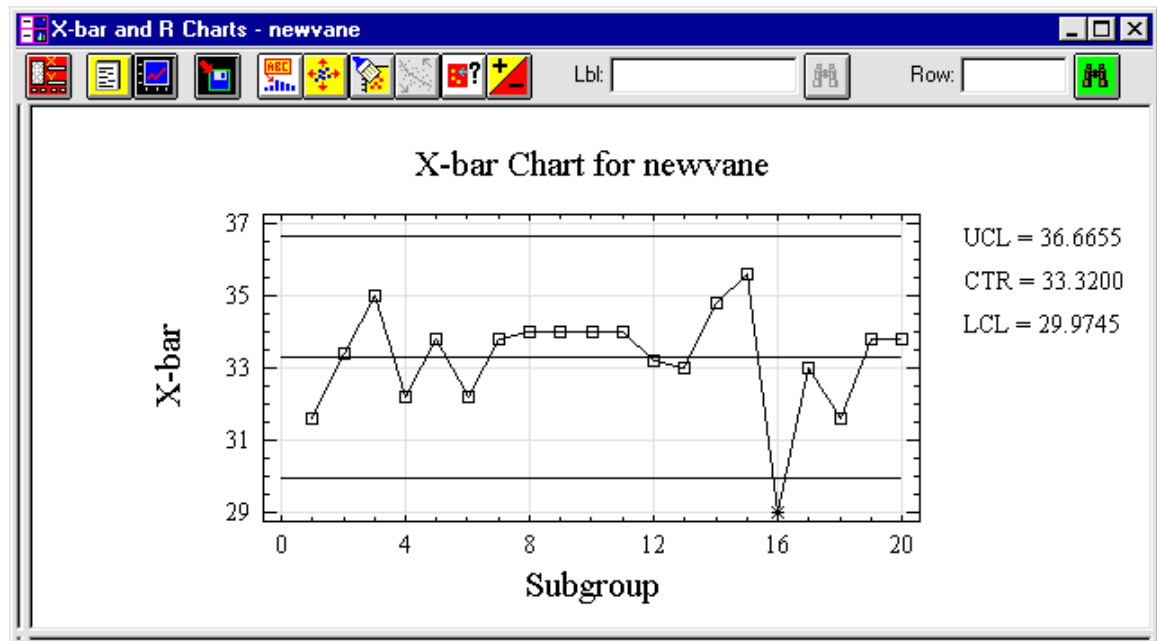 X-bar and R Charts - newvane
ABC
Lbl:
Row:
X-bar Chart for newvane
37
35
33
31
29
X-bar
UCL = 36.6655
CTR = 33.3200
LCL = 29.9745
0 4 8 12 16 20
Subgroup